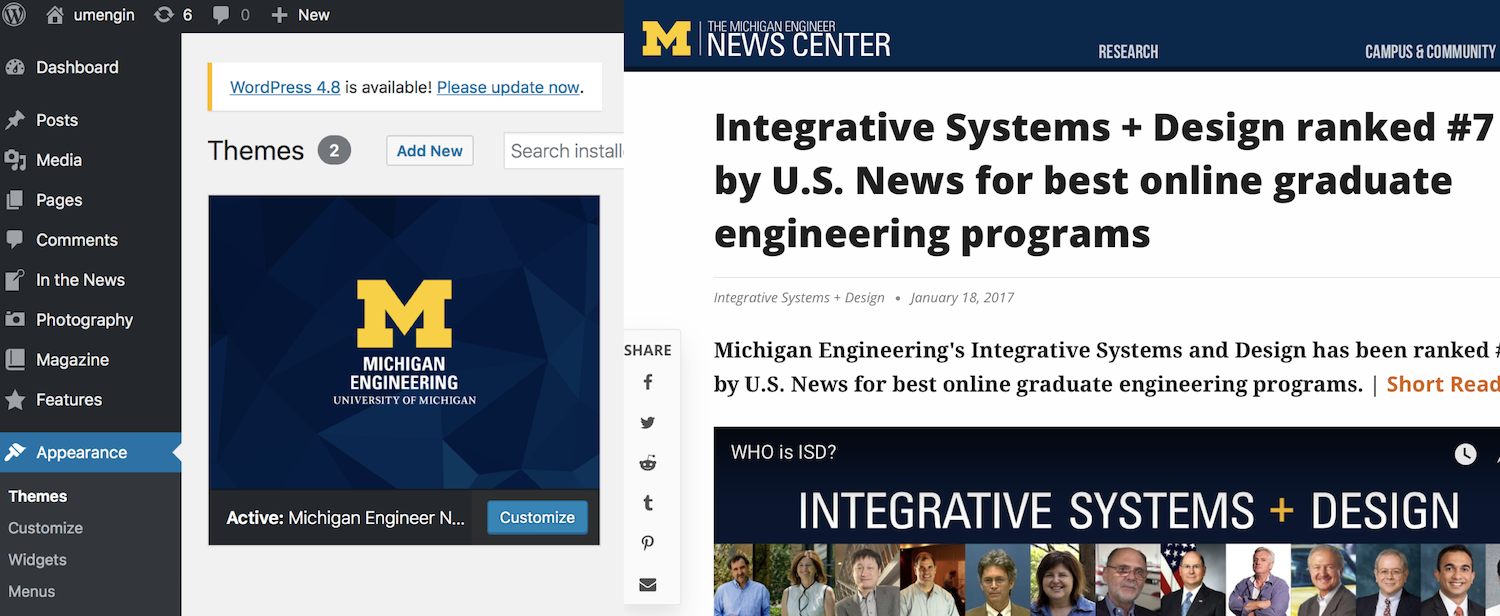 umengin 6 0 + New
Dashboard
Posts
Media
Pages
Comments
In the News
Photography
Magazine
Features
Appearance
Themes
Customize
Widgets
Menus
WordPress 4.8 is available! Please update now.
Themes 2 Add New Search install
M
MICHIGAN
ENGINEERING
UNIVERSITY OF MICHIGAN
Active: Michigan Engineer N... Customize
M THE MICHIGAN ENGINEER
NEWS CENTER
RESEARCH CAMPUS & COMMUNITY
Integrative Systems + Design ranked #7
by U.S. News for best online graduate
engineering programs
Integrative Systems + Design • January 18, 2017
SHARE
Michigan Engineering's Integrative Systems and Design has been ranked #
by U.S. News for best online graduate engineering programs. | Short Read
WHO is ISD?
INTEGRATIVE SYSTEMS + DESIGN